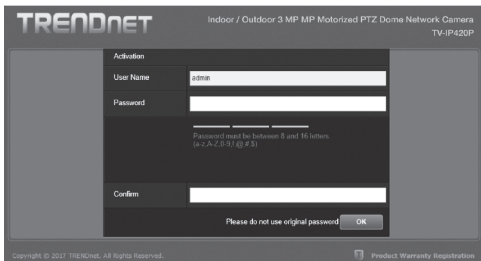 TRENDNET
Indoor / Outdoor 3 MP MP Motorized PTZ Dome Network Camera
TV-IP420P
Activation
User Name
admin
Password
Password must be between 8 and 16 letters.
(a-z,A-Z,0-9,!,@,#,$)
Confirm
Please do not use original password
OK
Copyright © 2017 TRENDnet. All Rights Reserved.
Product Warranty Registration